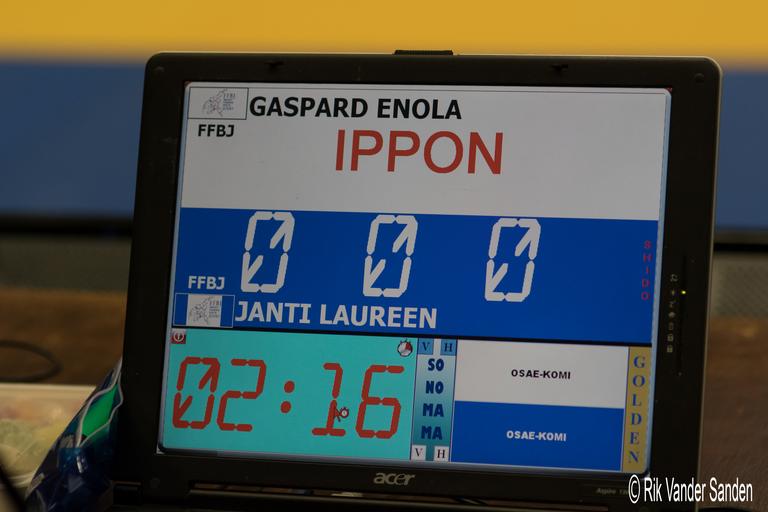 GASPARD ENOLA
FFBJ
IPPON
0 0 0
SHIDO
FFBJ
JANTI LAUREEN
02:16
V H
SO
NO
MA
MA
V H
OSAE-KOMI
OSAE-KOMI
GOLDEN
acer
Aspire
© Rik Vander Sanden